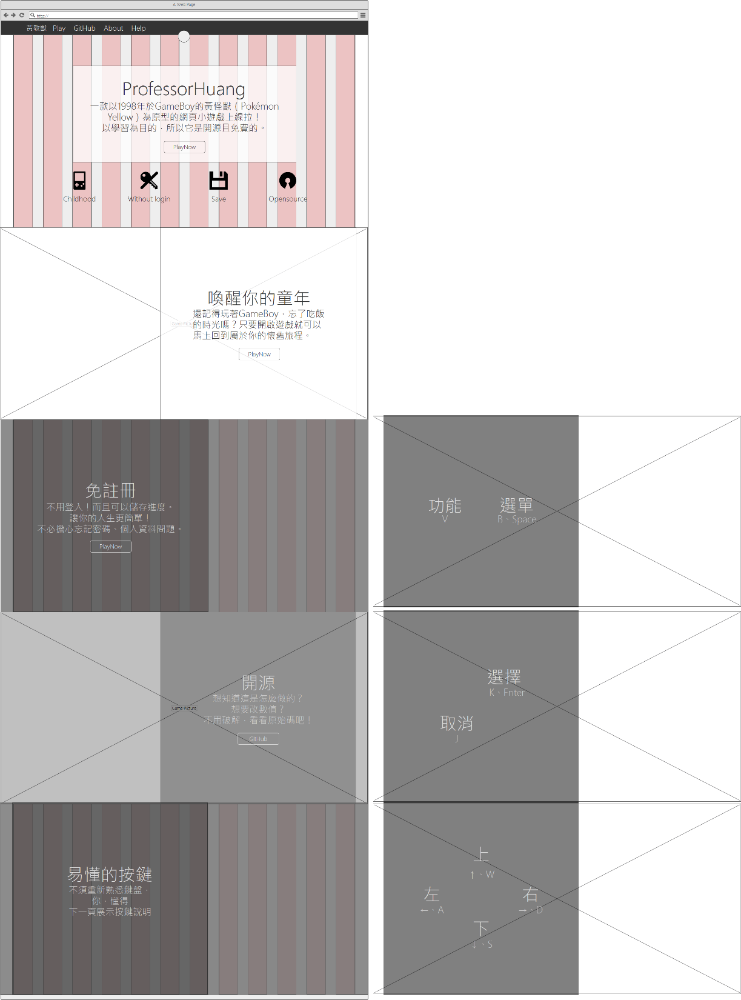 A Web Page
http://
黃教獸 Play GitHub About Help
ProfessorHuang
一款以1998年於GameBoy的黃怪獸（Pokémon
Yellow）為原型的網頁小遊戲上線拉！
以學習為目的，所以它是開源且免費的。
PlayNow
Childhood Without login Save Opensource
喚醒你的童年
還記得玩著GameBoy，忘了吃飯
的時光嗎？只要開啟遊戲就可以
馬上回到屬於你的懷舊旅程。
Game Picture
PlayNow
免註冊
不用登入！而且可以儲存進度。
讓你的人生更簡單！
不必擔心忘記密碼、個人資料問題。
PlayNow
開源
想知道這是怎麼做的？
想要改數值？
不用破解，看看原始碼吧！
Game Picture
GitHub
易懂的按鍵
不須重新熟悉鍵盤，
你，懂得
下一頁展示按鍵說明
功能 選單
V B、Space
選擇
K、Enter
取消
J
上
↑、W
左 右
←、A →、D
下
↓、S